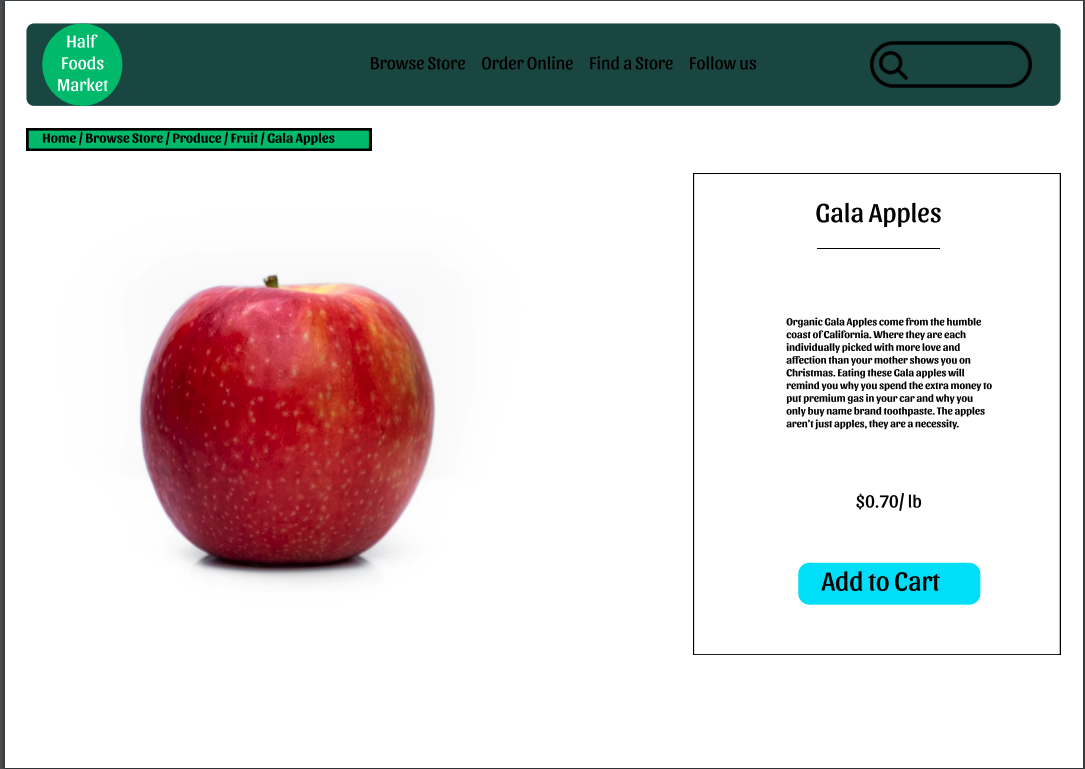 Half
Foods
Market
Browse Store Order Online Find a Store Follow us
Home / Browse Store / Produce / Fruit / Gala Apples
Gala Apples
Organic Gala Apples come from the humble
coast of California. Where they are each
individually picked with more love and
affection than your mother shows you on
Christmas. Eating these Gala apples will
remind you why you spend the extra money to
put premium gas in your car and why you
only buy name brand toothpaste. The apples
aren't just apples, they are a necessity.
$0.70/ lb
Add to Cart